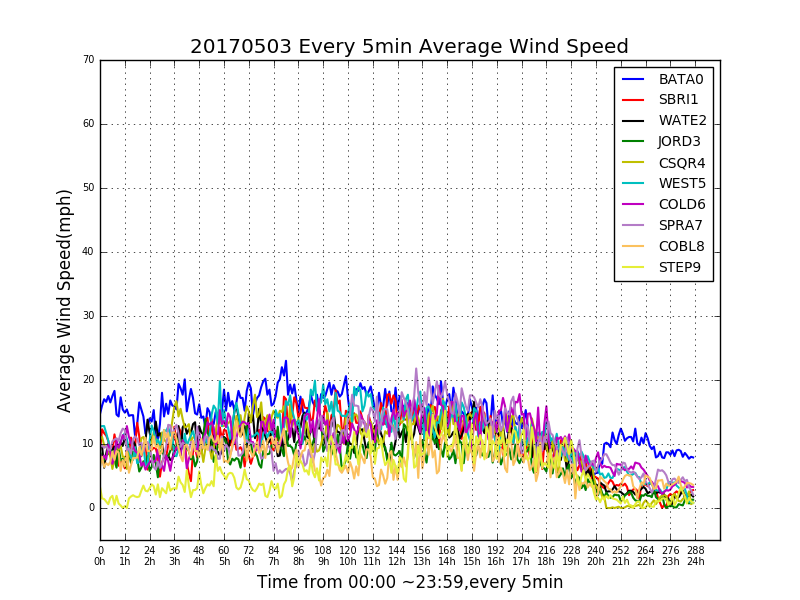 20170503 Every 5min Average Wind Speed
70
60
50
40
30
20
10
0
Average Wind Speed(mph)
BATA0
SBRI1
WATE2
JORD3
CSQR4
WEST5
COLD6
SPRA7
COBL8
STEP9
0 12 24 36 48 60 72 84 96 108 120 132 144 156 168 180 192 204 216 228 240 252 264 276 288
0h 1h 2h 3h 4h 5h 6h 7h 8h 9h 10h 11h 12h 13h 14h 15h 16h 17h 18h 19h 20h 21h 22h 23h 24h
Time from 00:00 ~23:59,every 5min